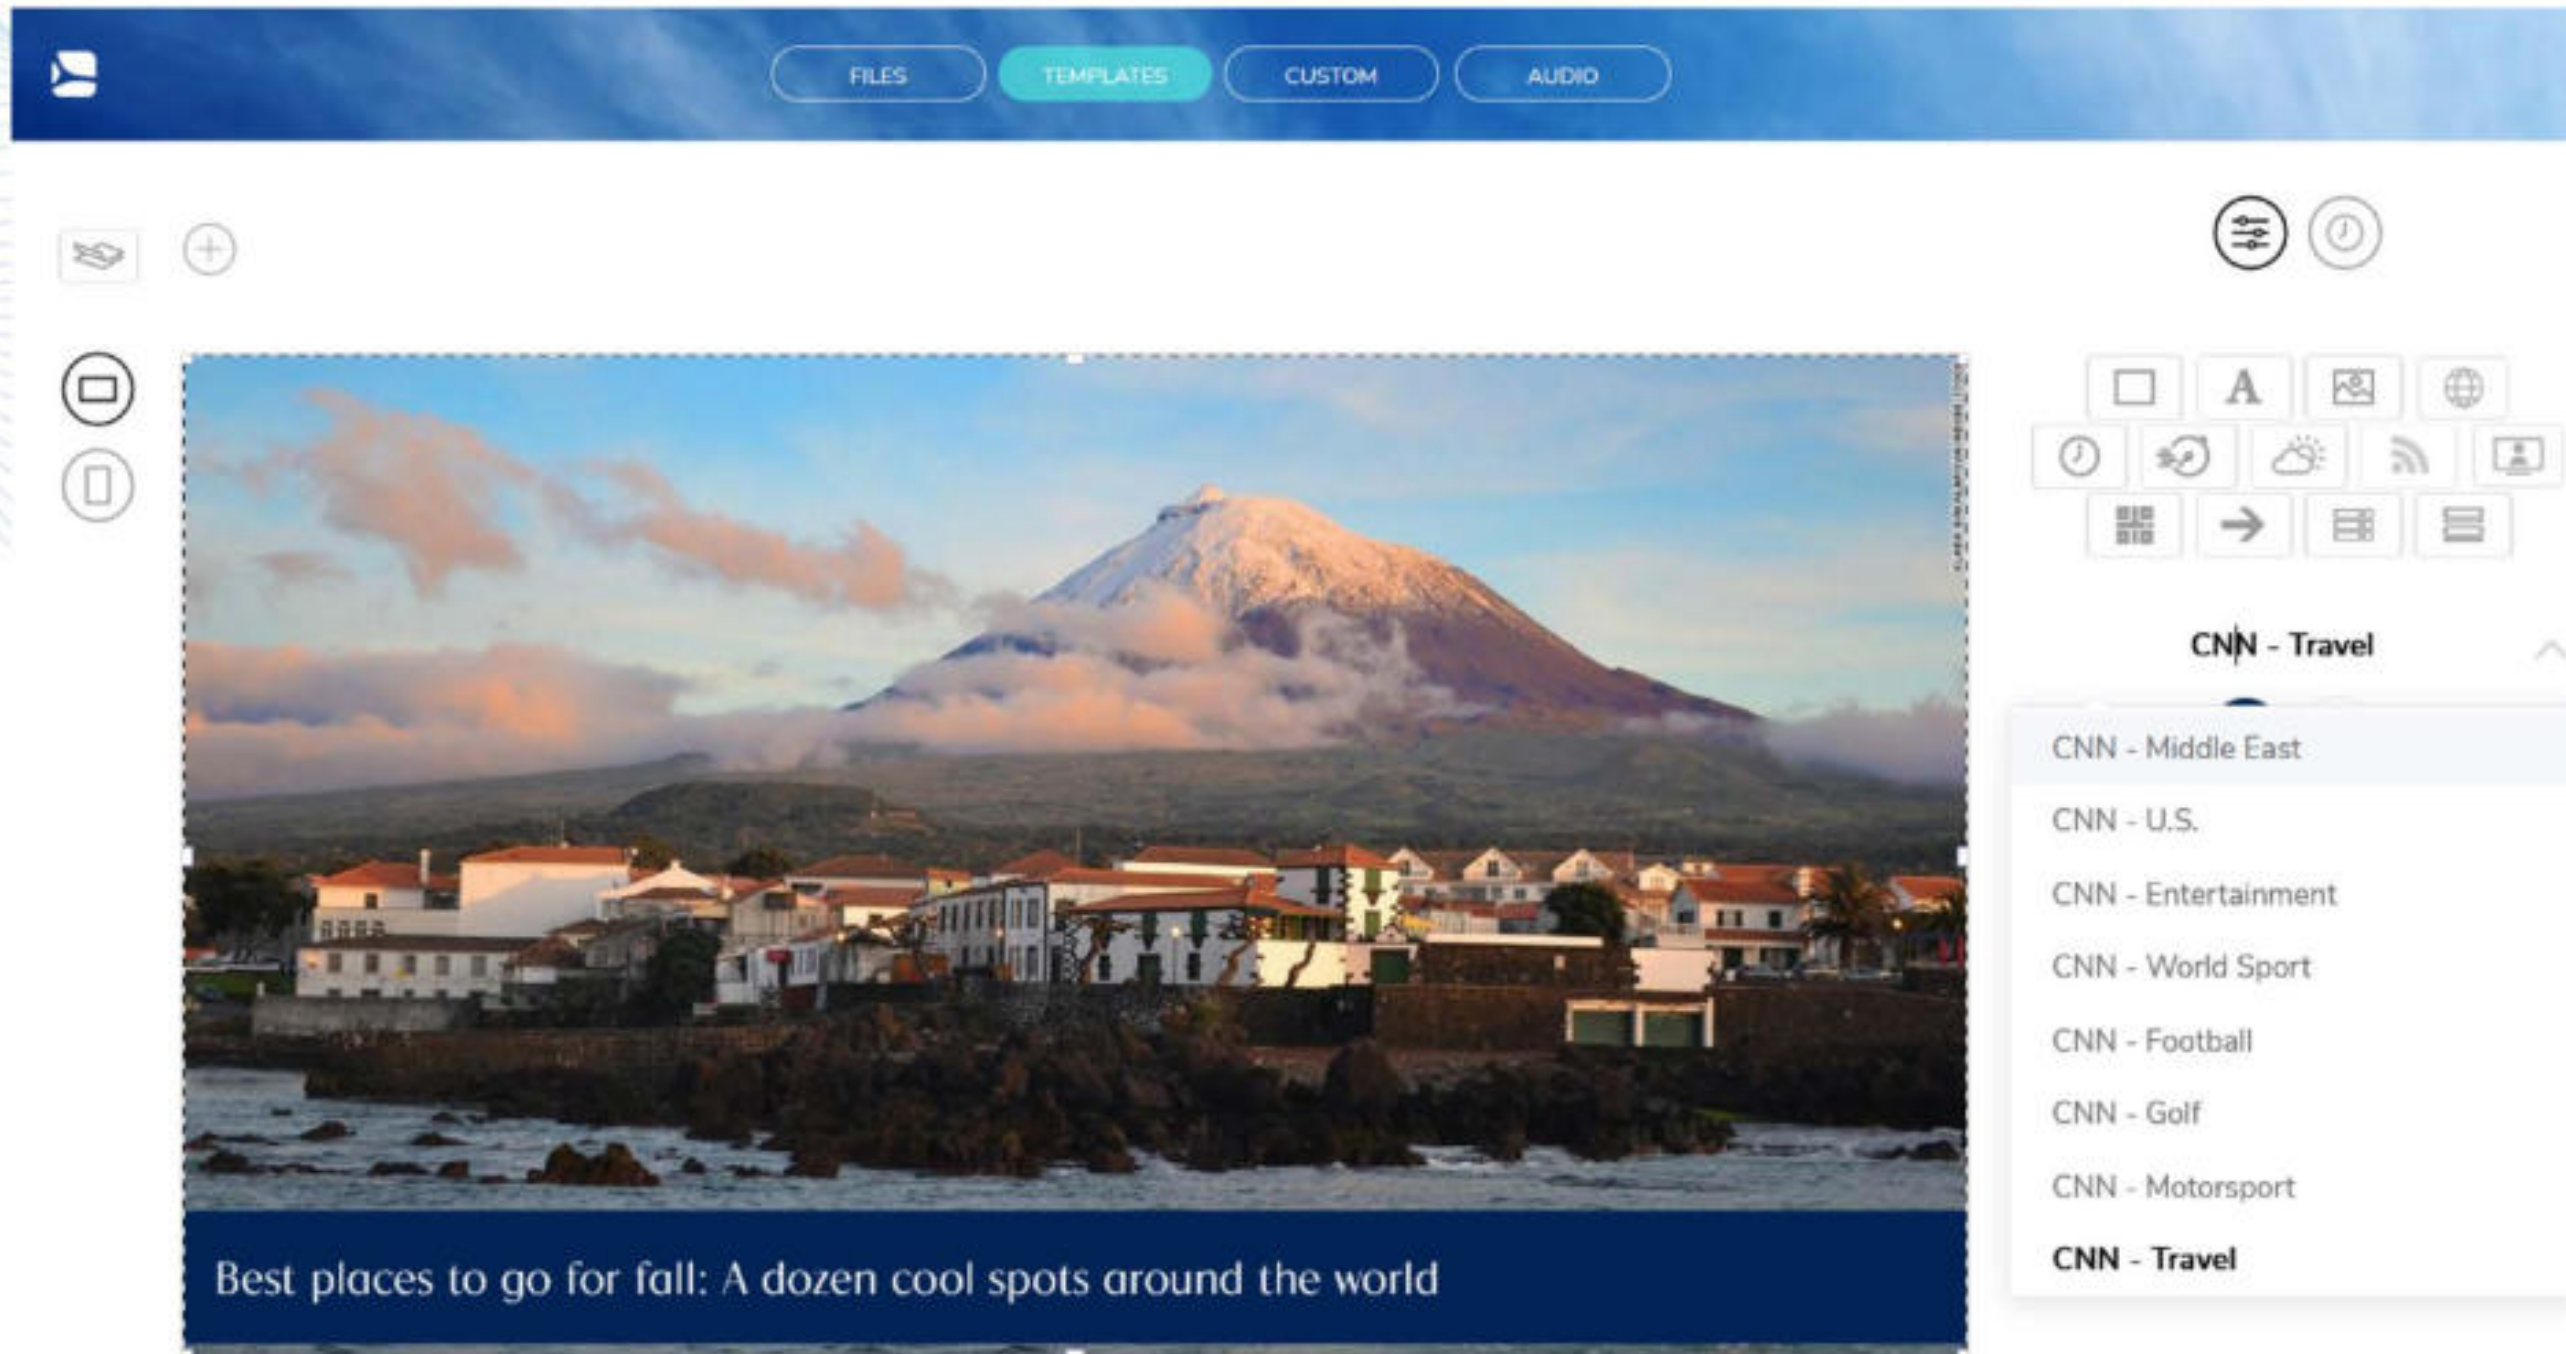 FILES
TEMPLATES
CUSTOM
AUDIO
A
CNN - Travel
CNN - Middle East
CNN - U.S.
CNN - Entertainment
CNN - World Sport
CNN - Football
CNN - Golf
CNN - Motorsport
CNN - Travel
Best places to go for fall: A dozen cool spots around the world